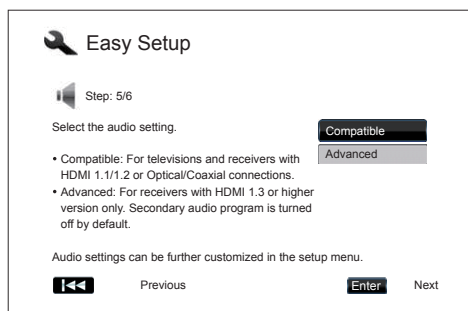 Easy Setup
Step: 5/6
Select the audio setting.
Compatible
Advanced
• Compatible: For televisions and receivers with
HDMI 1.1/1.2 or Optical/Coaxial connections.
• Advanced: For receivers with HDMI 1.3 or higher
version only. Secondary audio program is turned
off by default.
Audio settings can be further customized in the setup menu.
Previous
Enter Next